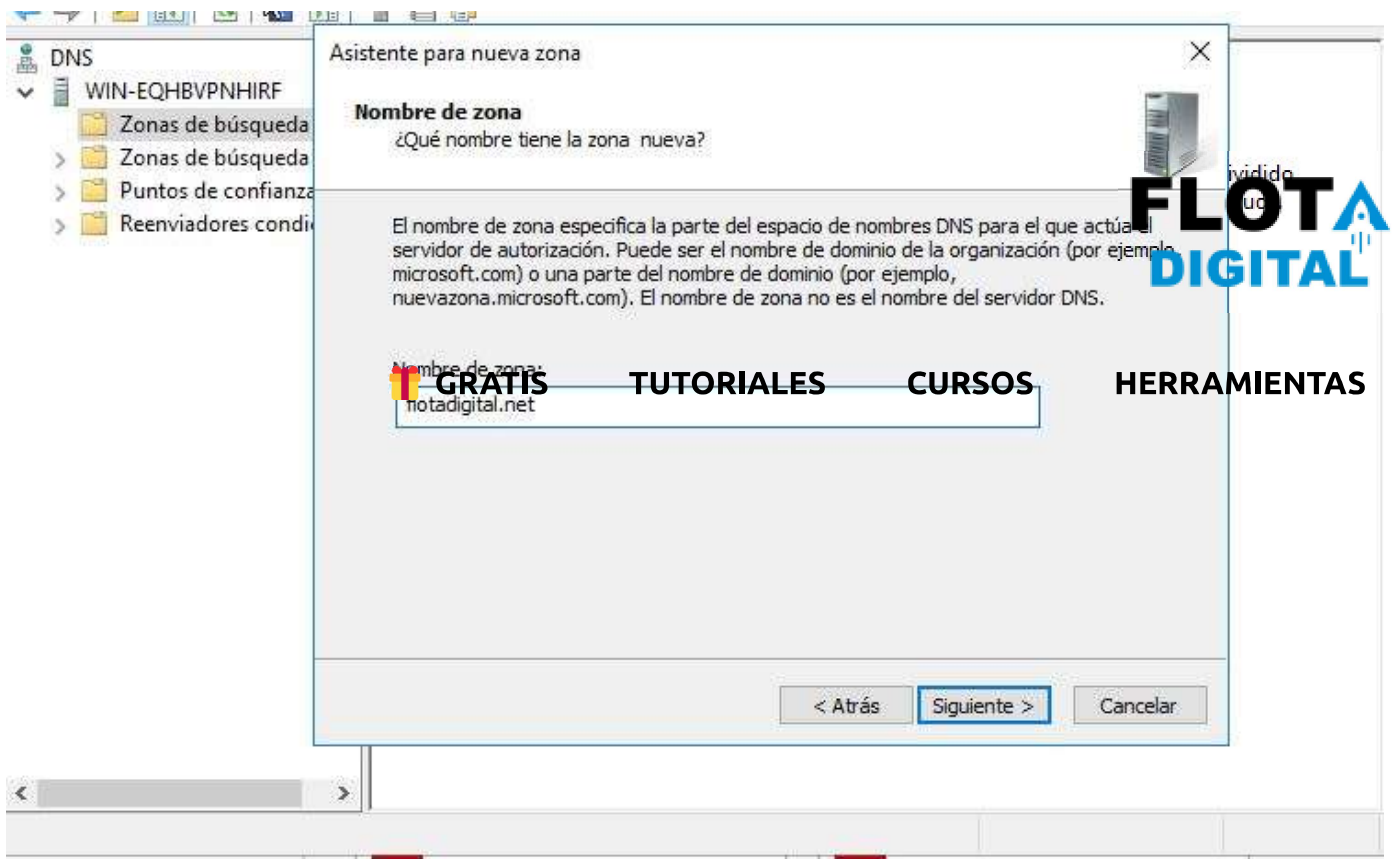 DNS
WIN-EQHBVPNHIRF
Zonas de búsqueda
Zonas de búsqueda
Puntos de confianza
Reenviadores condi
Asistente para nueva zona
Nombre de zona
¿Qué nombre tiene la zona nueva?
ividido
FLOTA
DIGITAL
El nombre de zona especifica la parte del espacio de nombres DNS para el que actúa el
servidor de autorización. Puede ser el nombre de dominio de la organización (por ejemplo,
microsoft.com) o una parte del nombre de dominio (por ejemplo,
nuevazona.microsoft.com). El nombre de zona no es el nombre del servidor DNS.
Nombre de zona:
GRATIS TUTORIALES CURSOS HERRAMIENTAS
flotadigital.net
< Atrás Siguiente > Cancelar